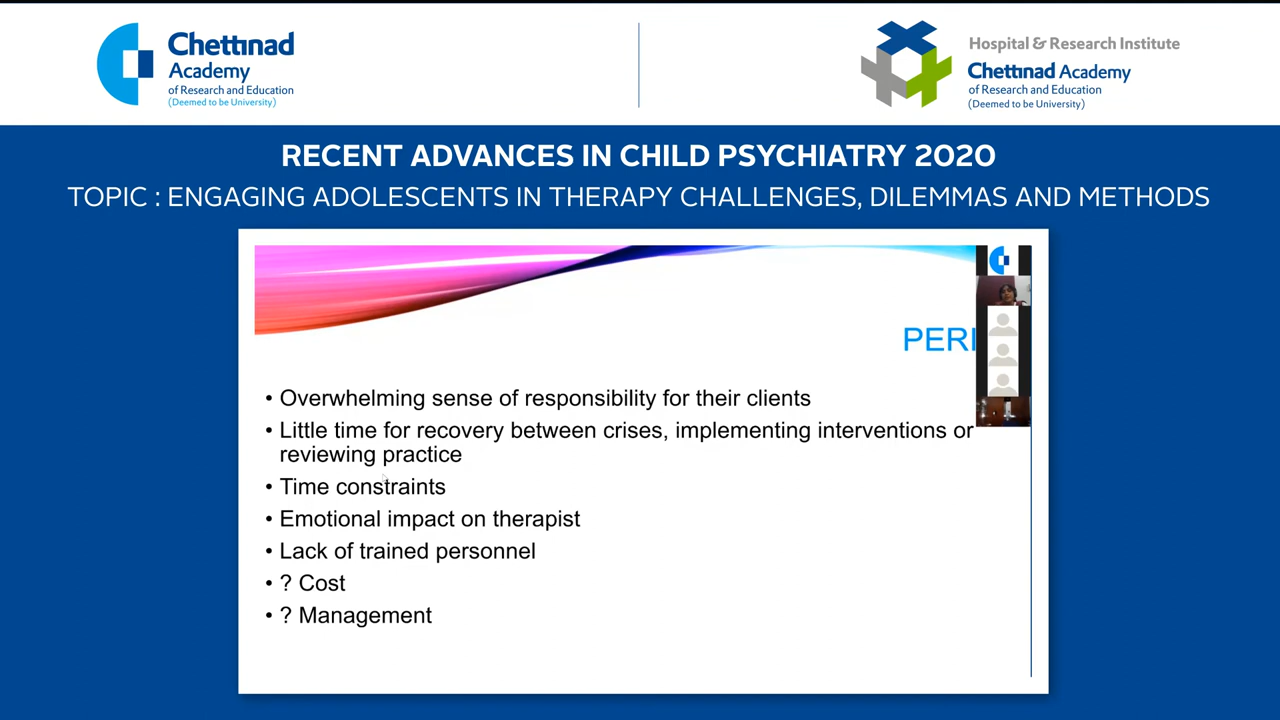 Chettinad
Academy
of Research and Education
(Deemed to be University)
Hospital & Research Institute
Chettinad Academy
of Research and Education
(Deemed to be University)
RECENT ADVANCES IN CHILD PSYCHIATRY 2020
TOPIC : ENGAGING ADOLESCENTS IN THERAPY CHALLENGES, DILEMMAS AND METHODS
PERI
• Overwhelming sense of responsibility for their clients
• Little time for recovery between crises, implementing interventions or
reviewing practice
• Time constraints
• Emotional impact on therapist
• Lack of trained personnel
• ? Cost
• ? Management